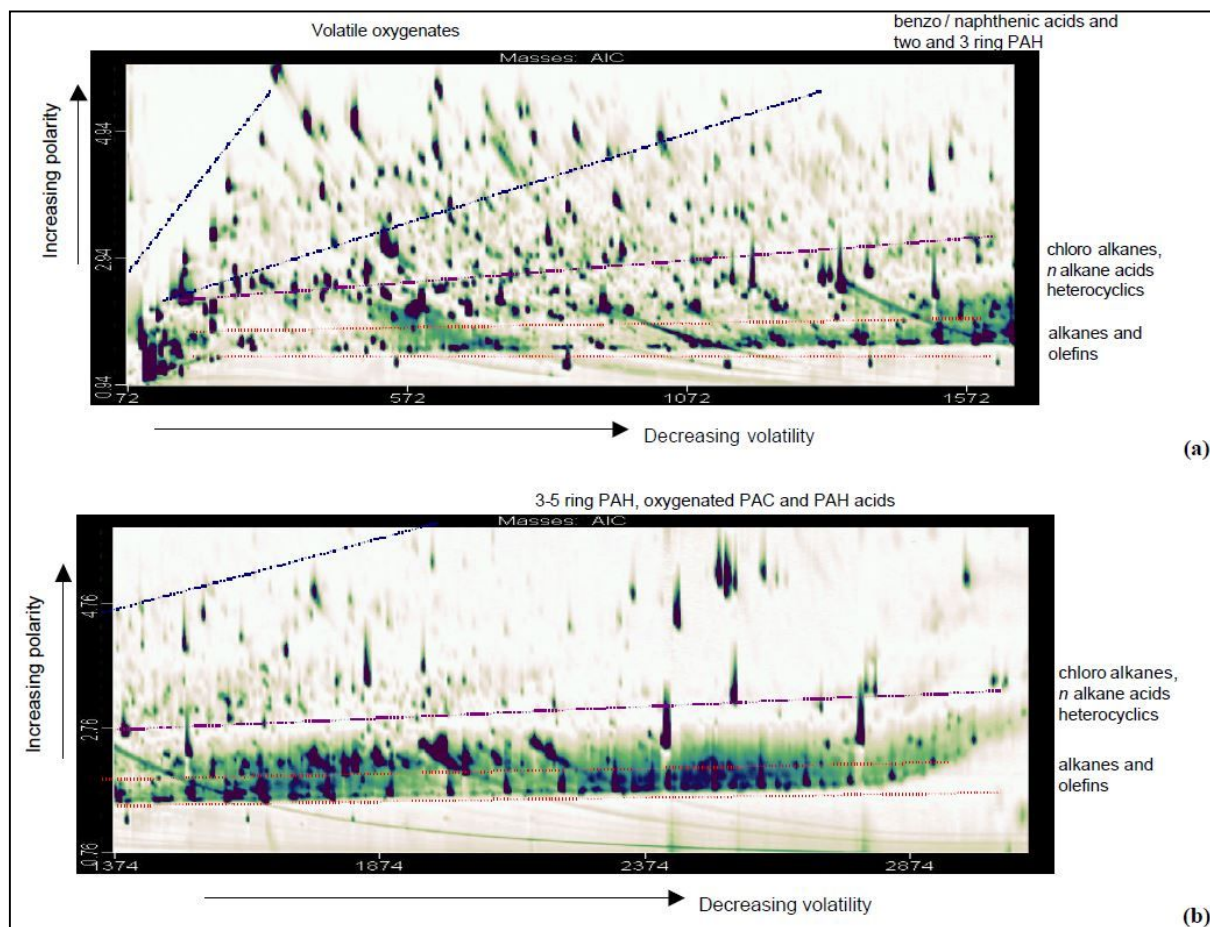 Volatile oxygenates
benzo / naphthenic acids and
two and 3 ring PAH
Masses: AIC
Increasing polarity
4.94
2.94
0.94
72
572
1072
1572
chloro alkanes,
n alkane acids
heterocyclics
alkanes and
olefins
Decreasing volatility
(a)
3-5 ring PAH, oxygenated PAC and PAH acids
Masses: AIC
Increasing polarity
4.76
2.76
0.76
1374
1874
2374
2874
chloro alkanes,
n alkane acids
heterocyclics
alkanes and
olefins
Decreasing volatility
(b)